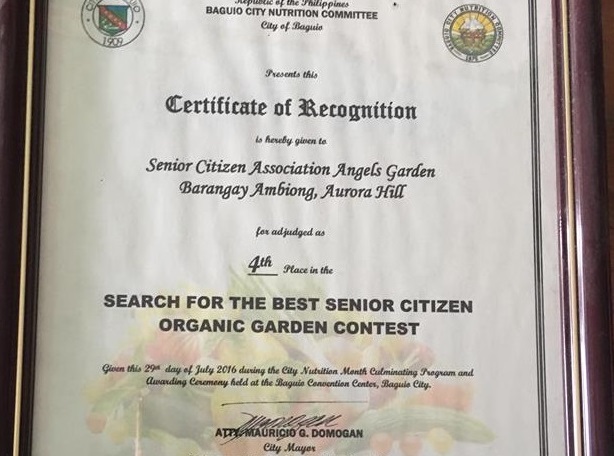 Republic of the Philippines
BAGUIO CITY NUTRITION COMMITTEE
City of Baguio
1909
Presents this
Certificate of Recognition
is hereby given to
Senior Citizen Association Angels Garden
Barangay Ambiong, Aurora Hill
for adjudged as
4th Place in the
SEARCH FOR THE BEST SENIOR CITIZEN
ORGANIC GARDEN CONTEST
Given this 29th day of July 2016 during the City Nutrition Month Culminating Program and
Awarding Ceremony held at the Baguio Convention Center, Baguio City.
ATTY. MAURICIO G. DOMOGAN
City Mayor